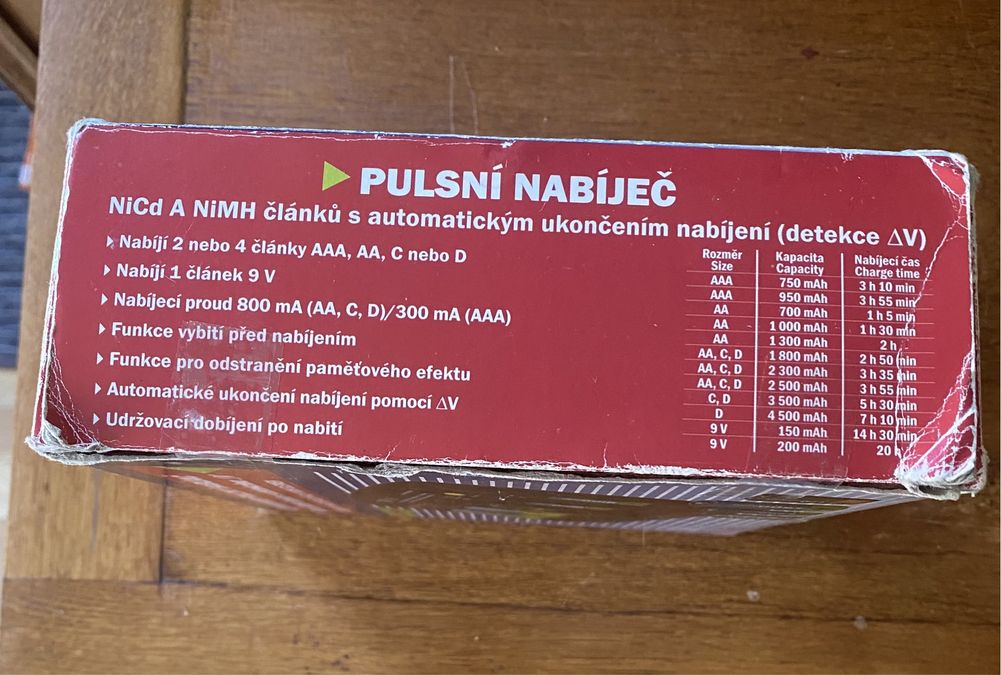 PULSNÍ NABÍJEČ
NiCd A NiMH článků s automatickým ukončením nabíjení (detekce ∆V)
Nabíjí 2 nebo 4 články AAA, AA, C nebo D
Nabíjí 1 článek 9 V
Nabíjecí proud 800 mA (AA, C, D)/300 mA (AAA)
Funkce vybití před nabíjením
Funkce pro odstranění paměťového efektu
Automatické ukončení nabíjení pomocí ∆V
Udržovací dobíjení po nabití
Rozměr Kapacita Nabíjecí čas
Size Capacity Charge time
AAA 750 mAh 3 h 10 min
AAA 950 mAh 3 h 55 min
AA 700 mAh 1 h 5 min
AA 1 000 mAh 1 h 30 min
AA 1 300 mAh 2 h
AA, C, D 1 800 mAh 2 h 50 min
AA, C, D 2 300 mAh 3 h 35 min
AA, C, D 2 500 mAh 3 h 55 min
C, D 3 500 mAh 5 h 30 min
D 4 500 mAh 7 h 10 min
9 V 150 mAh 14 h 30 min
9 V 200 mAh 20 h